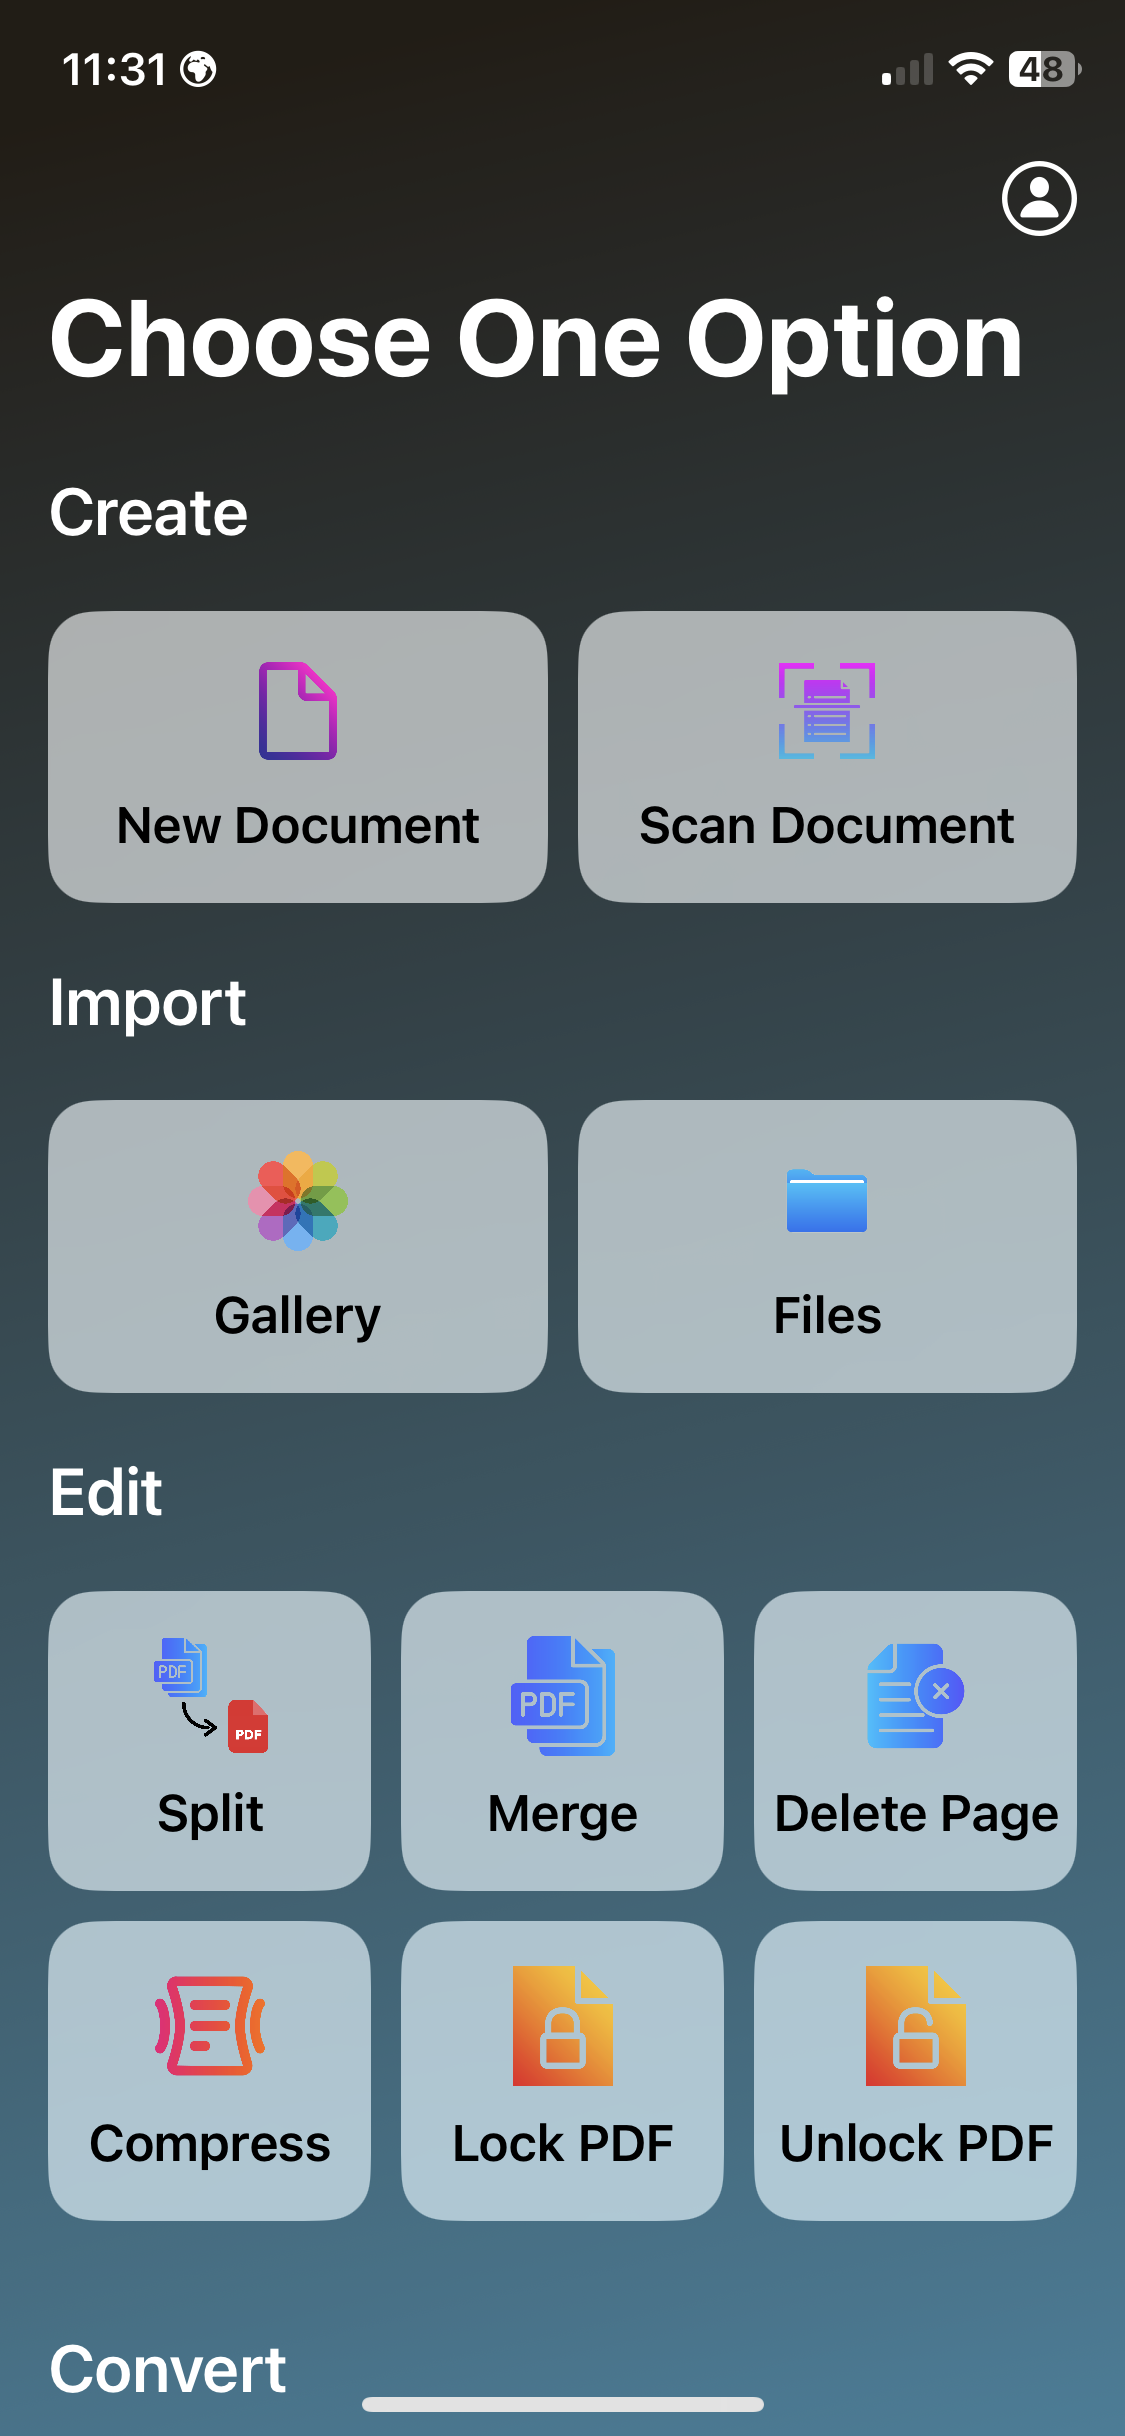 11:31
48
Choose One Option
Create
New Document
Scan Document
Import
Gallery
Files
Edit
PDF
PDF
Split
PDF
Merge
Delete Page
Compress
Lock PDF
Unlock PDF
Convert